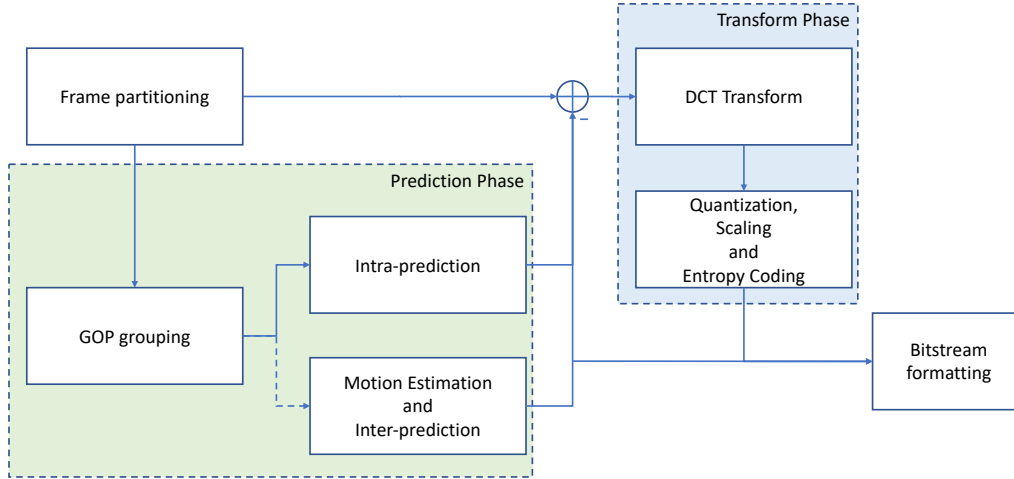 Transform Phase
Frame partitioning
DCT Transform
–
Prediction Phase
Quantization,
Scaling
and
Entropy Coding
Intra-prediction
GOP grouping
Bitstream
formatting
Motion Estimation
and
Inter-prediction